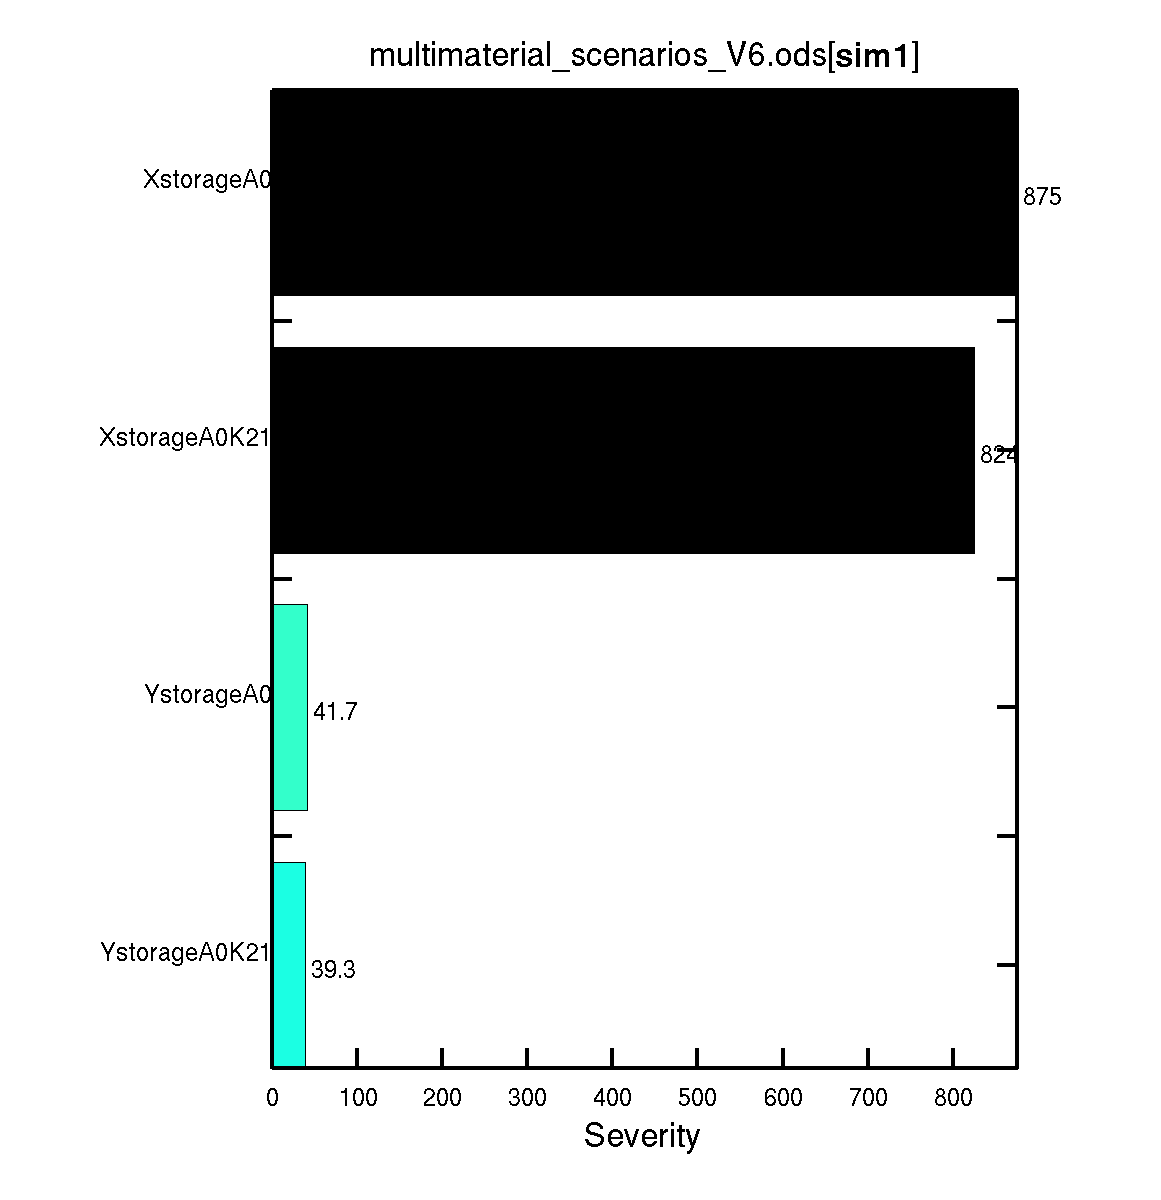 multimaterial_scenarios_V6.ods[sim1]
XstorageA0
875
XstorageA0K21
824
YstorageA0
41.7
YstorageA0K21
39.3
0 100 200 300 400 500 600 700 800
Severity